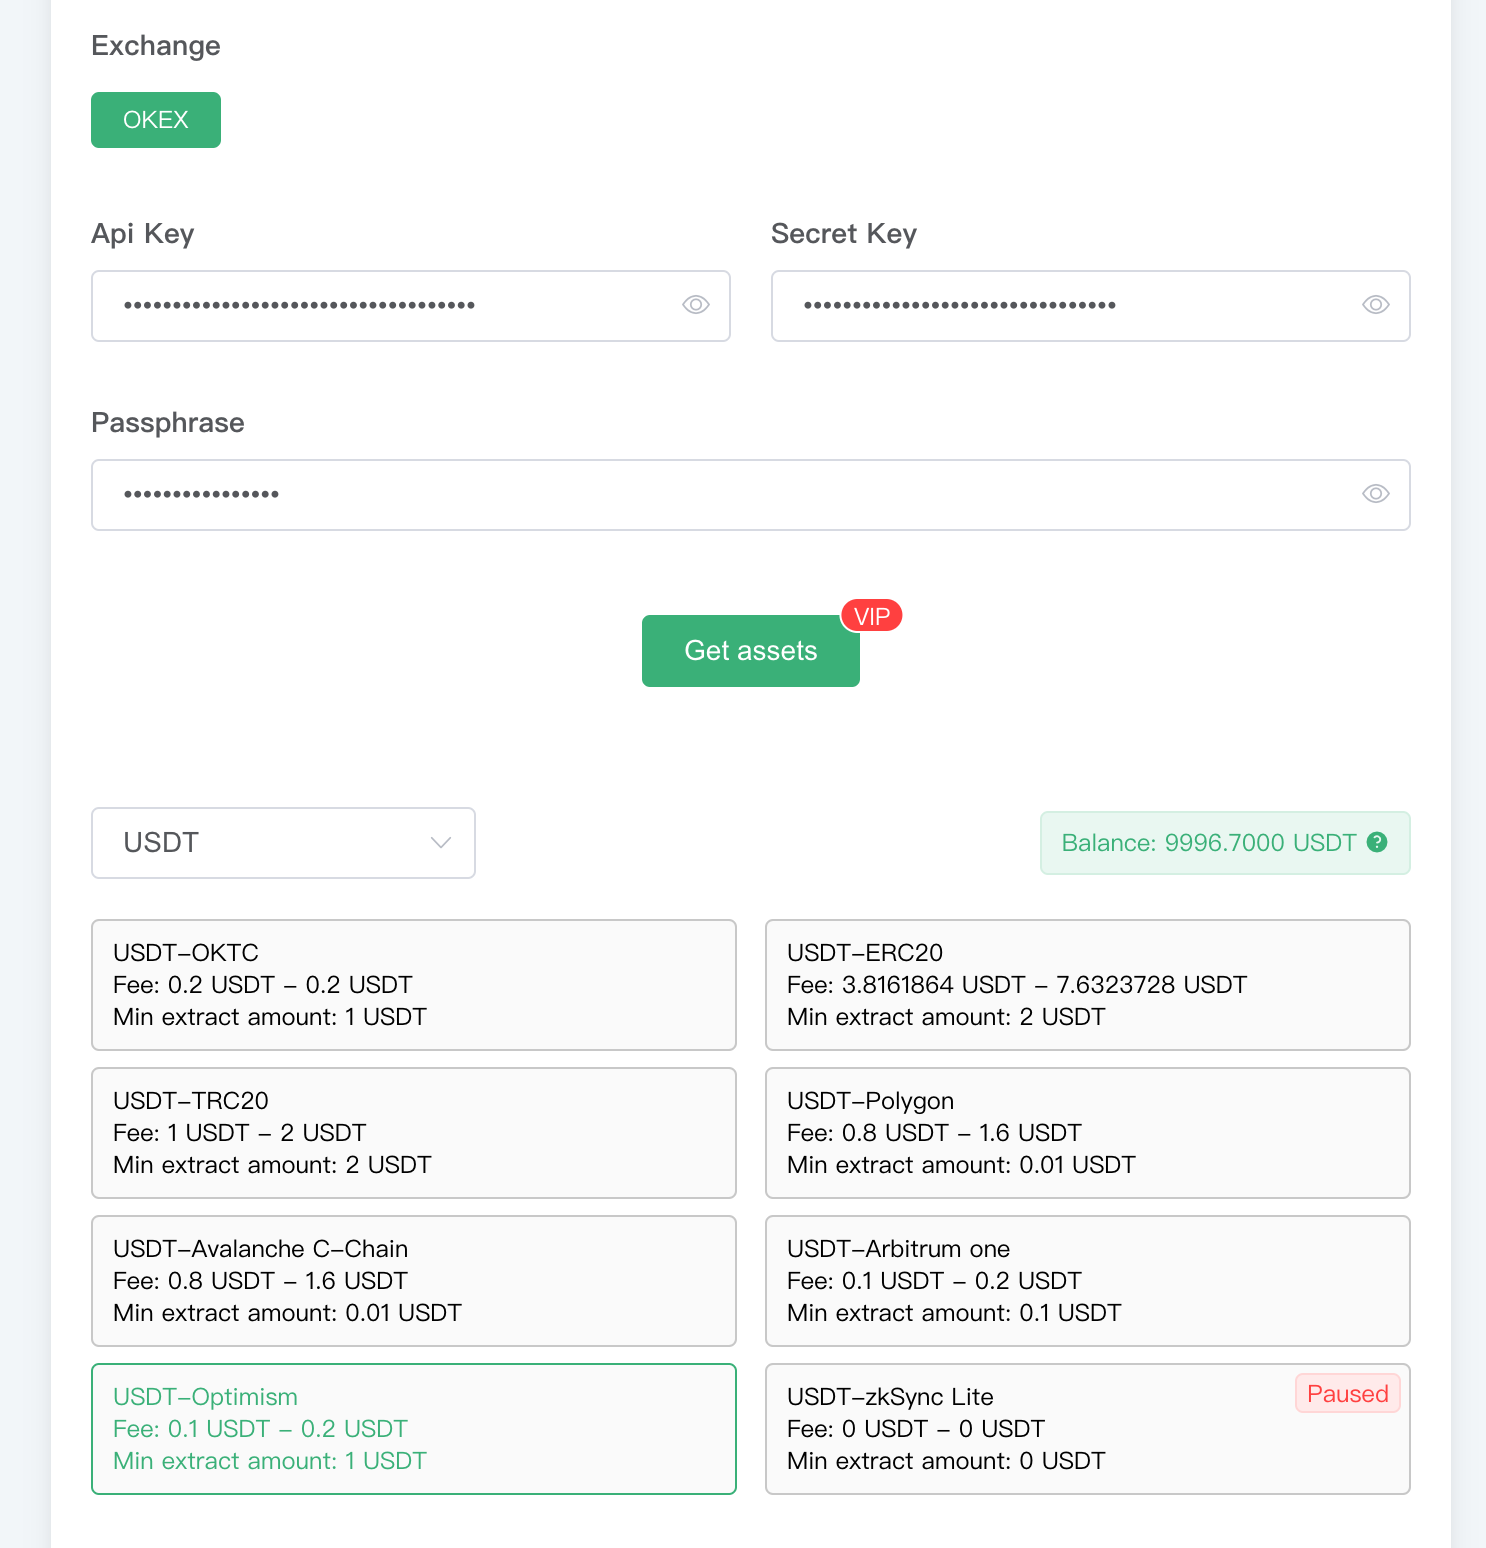 Exchange
OKEX
Api Key
Secret Key
Passphrase
Get assets
VIP
USDT
Balance: 9996.7000 USDT
USDT-OKTC
Fee: 0.2 USDT - 0.2 USDT
Min extract amount: 1 USDT
USDT-ERC20
Fee: 3.8161864 USDT - 7.6323728 USDT
Min extract amount: 2 USDT
USDT-TRC20
Fee: 1 USDT - 2 USDT
Min extract amount: 2 USDT
USDT-Polygon
Fee: 0.8 USDT - 1.6 USDT
Min extract amount: 0.01 USDT
USDT-Avalanche C-Chain
Fee: 0.8 USDT - 1.6 USDT
Min extract amount: 0.01 USDT
USDT-Arbitrum one
Fee: 0.1 USDT - 0.2 USDT
Min extract amount: 0.1 USDT
USDT-Optimism
Fee: 0.1 USDT - 0.2 USDT
Min extract amount: 1 USDT
USDT-zkSync Lite
Paused
Fee: 0 USDT - 0 USDT
Min extract amount: 0 USDT